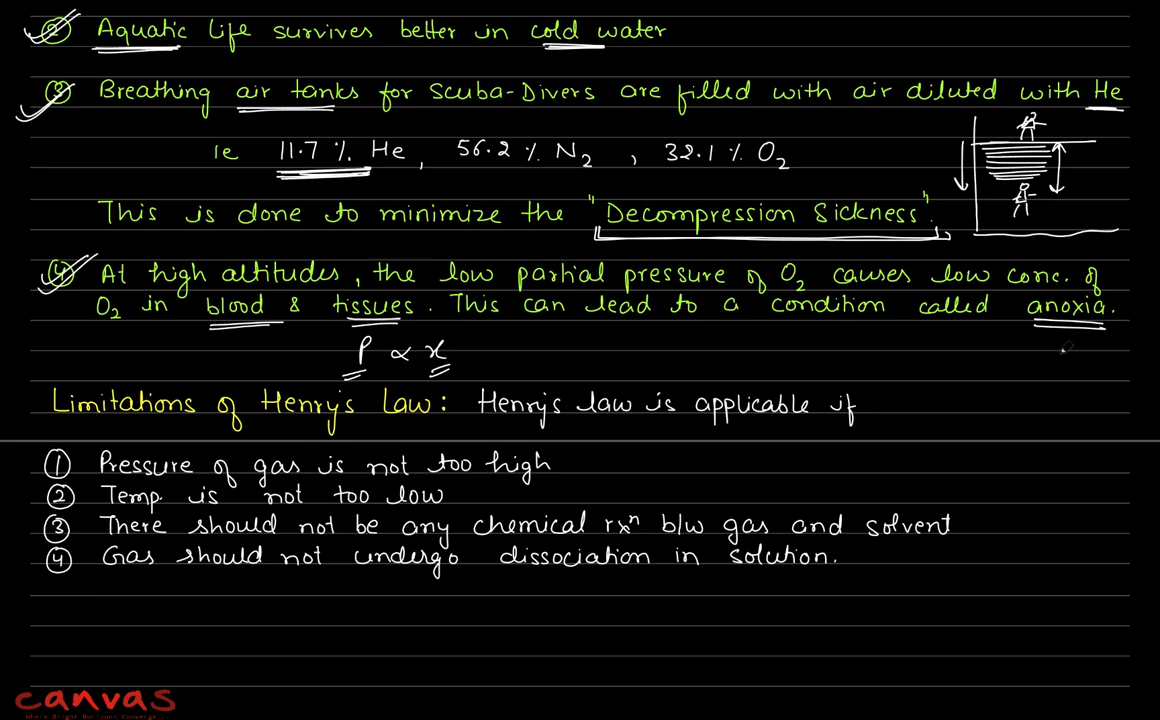 ② Aquatic life survives better in cold water
③ Breathing air tanks for Scuba-Divers are filled with air diluted with He
ie 11.7 % He, 56.2 % N₂, 32.1 % O₂
This is done to minimize the "Decompression Sickness".
④ At high altitudes, the low partial pressure of O₂ causes low conc. of
O₂ in blood & tissues. This can lead to a condition called anoxia.
P ∝ x
Limitations of Henry's Law: Henry's law is applicable if
① Pressure of gas is not too high
② Temp. is not too low
③ There should not be any chemical rxⁿ b/w gas and solvent
④ Gas should not undergo dissociation in solution.
canvas
Where Bright Horizons Converge...